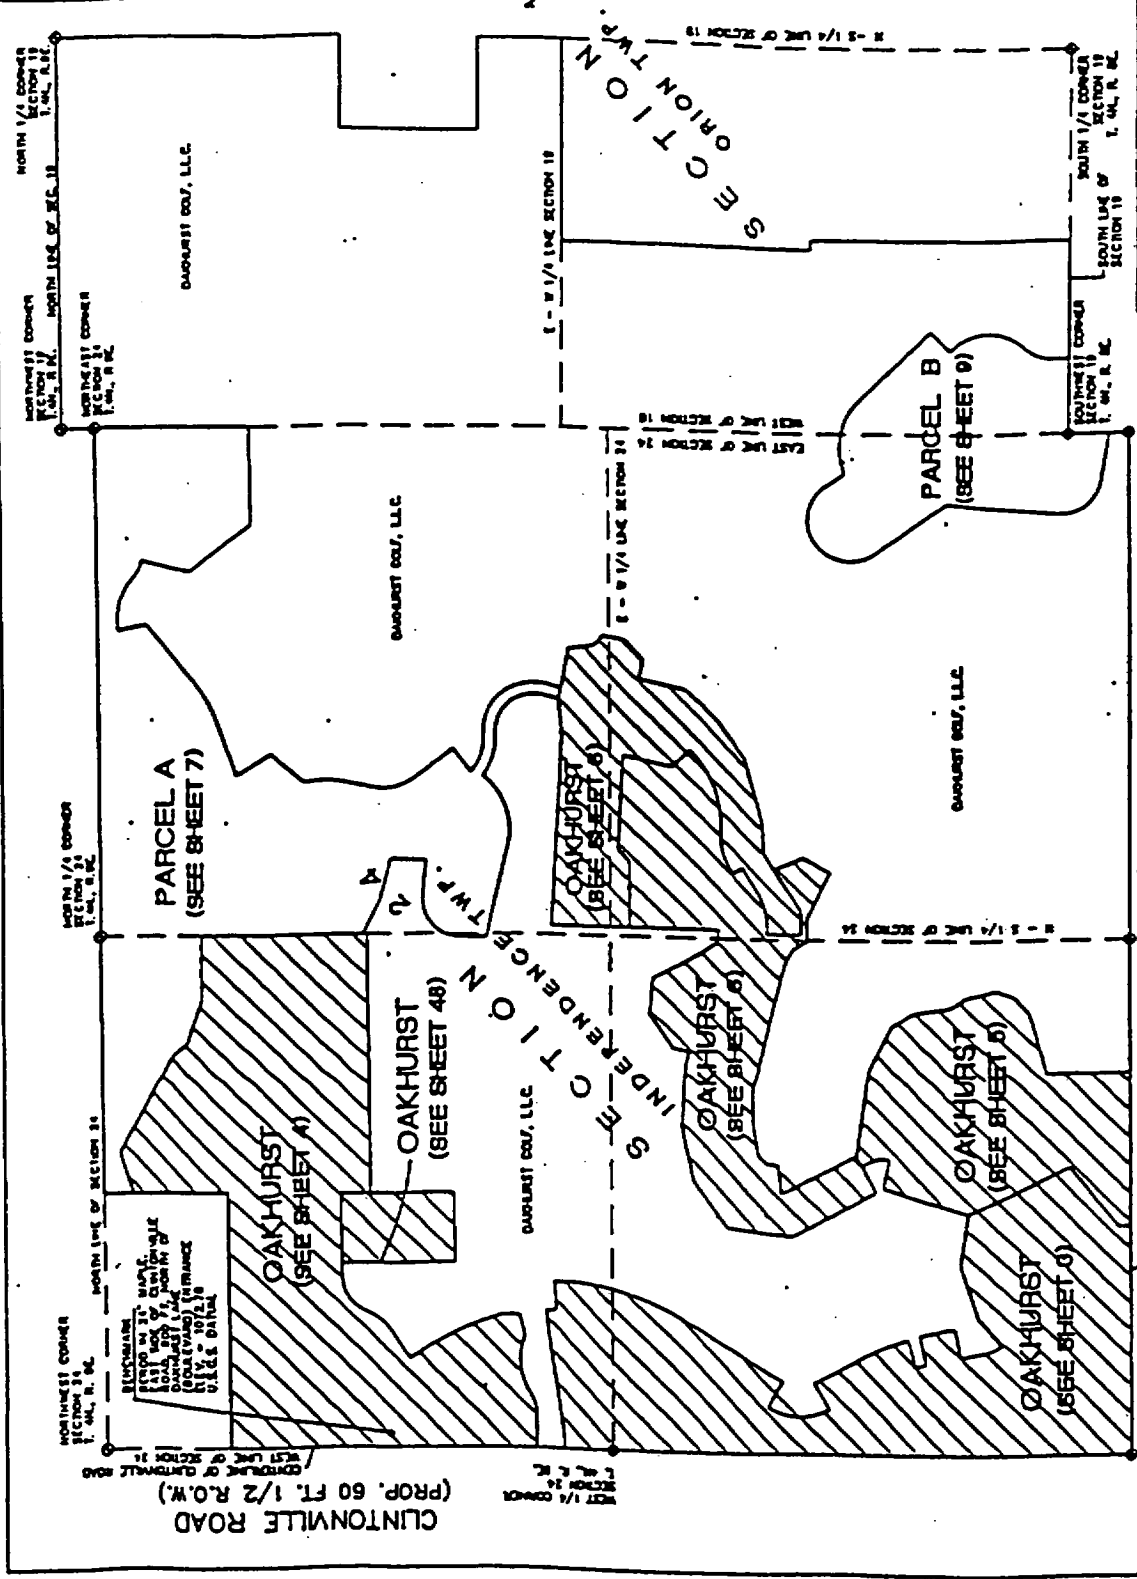 NORTHWEST CORNER
SECTION 24
NORTH LINE OF SECTION 24
NORTH 1/4 CORNER
SECTION 24
NORTHEAST CORNER
SECTION 24
NORTHWEST CORNER
SECTION 19
NORTH LINE OF SEC. 19
NORTH 1/4 CORNER
SECTION 19
BENCHMARK
CLINTONVILLE ROAD
(PROP. 60 FT. 1/2 R.O.W.)
CENTERLINE OF CLINTONVILLE ROAD
WEST LINE OF SECTION 24
WEST 1/4 CORNER
SECTION 24
OAKHURST
(SEE SHEET 4)
OAKHURST
(SEE SHEET 48)
PARCEL A
(SEE SHEET 7)
OAKHURST GOLF, LLC.
OAKHURST GOLF, LLC.
OAKHURST GOLF, LLC.
SECTION 24
INDEPENDENCE TWP.
OAKHURST
(SEE SHEET 6)
E - W 1/4 LINE SECTION 24
EAST LINE OF SECTION 24
WEST LINE OF SECTION 19
E - W 1/4 LINE SECTION 19
SECTION
ORION TWP.
N - S 1/4 LINE OF SECTION 19
OAKHURST
(SEE SHEET 6)
N - S 1/4 LINE OF SECTION 24
OAKHURST GOLF, LLC.
OAKHURST
(SEE SHEET 5)
OAKHURST
PARCEL B
(SEE SHEET 9)
SOUTHWEST CORNER
SECTION 19
SOUTH LINE OF
SECTION 19
SOUTH 1/4 CORNER
SECTION 19